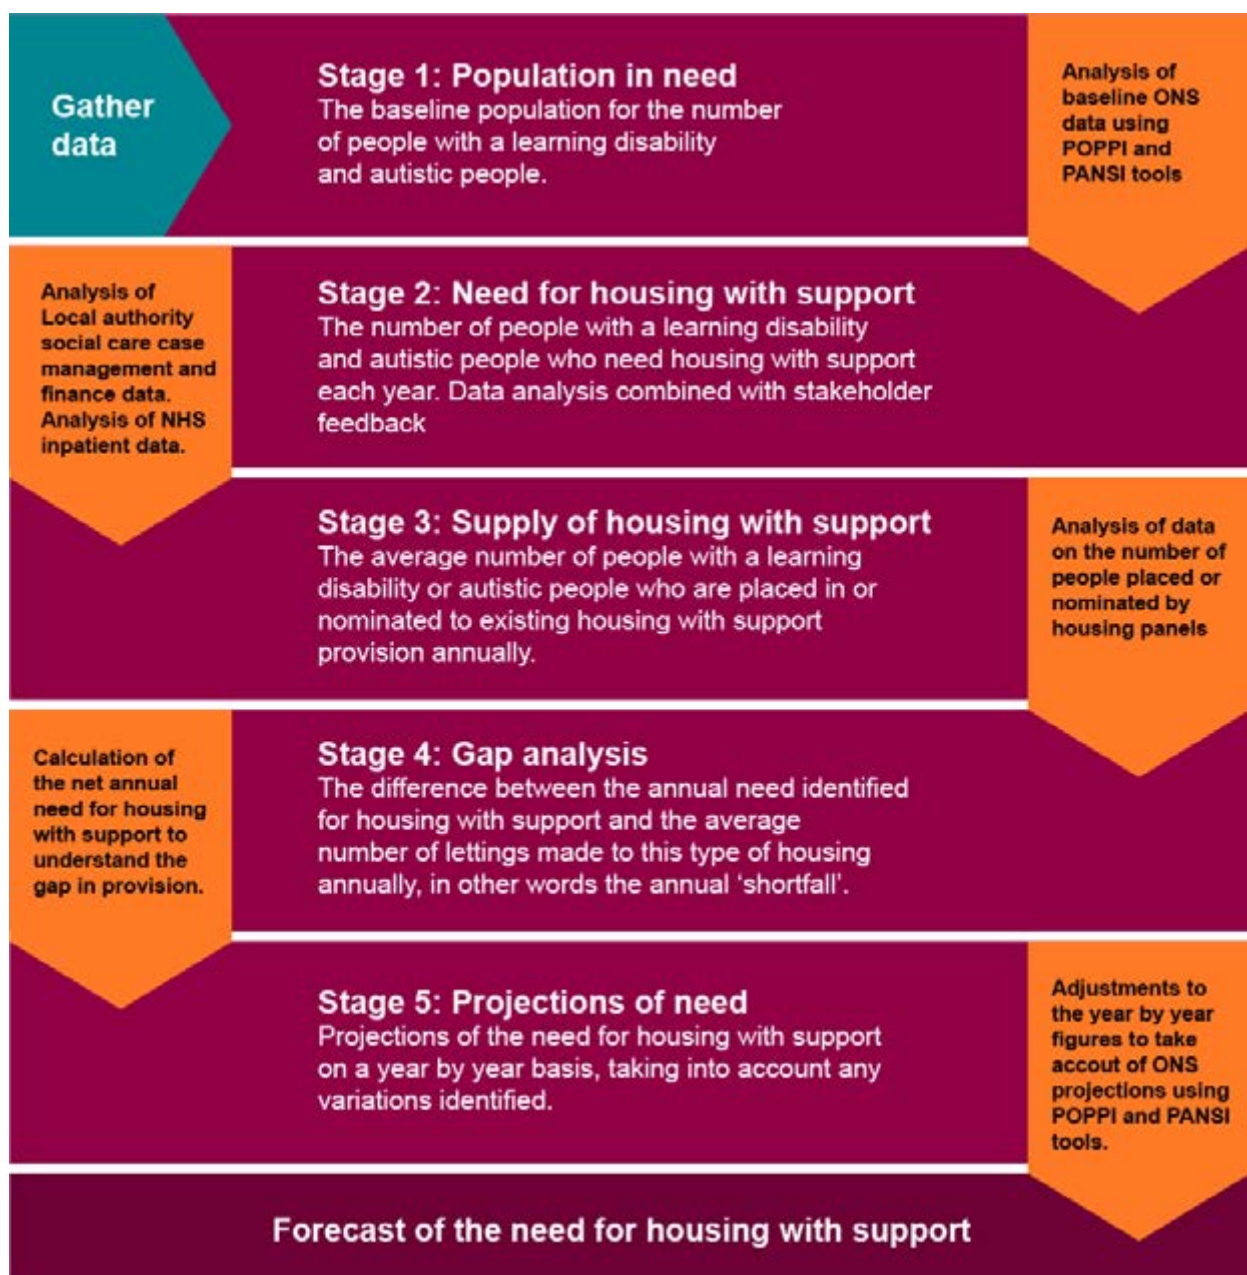 Gather
data
Stage 1: Population in need
The baseline population for the number
of people with a learning disability
and autistic people.
Analysis of
baseline ONS
data using
POPPI and
PANSI tools
Analysis of
Local authority
social care case
management and
finance data.
Analysis of NHS
inpatient data.
Stage 2: Need for housing with support
The number of people with a learning disability
and autistic people who need housing with support
each year. Data analysis combined with stakeholder
feedback
Stage 3: Supply of housing with support
The average number of people with a learning
disability or autistic people who are placed in or
nominated to existing housing with support
provision annually.
Analysis of data
on the number of
people placed or
nominated by
housing panels
Calculation of
the net annual
need for housing
with support to
understand the
gap in provision.
Stage 4: Gap analysis
The difference between the annual need identified
for housing with support and the average
number of lettings made to this type of housing
annually, in other words the annual ‘shortfall’.
Stage 5: Projections of need
Projections of the need for housing with support
on a year by year basis, taking into account any
variations identified.
Adjustments to
the year by year
figures to take
accout of ONS
projections using
POPPI and PANSI
tools.
Forecast of the need for housing with support